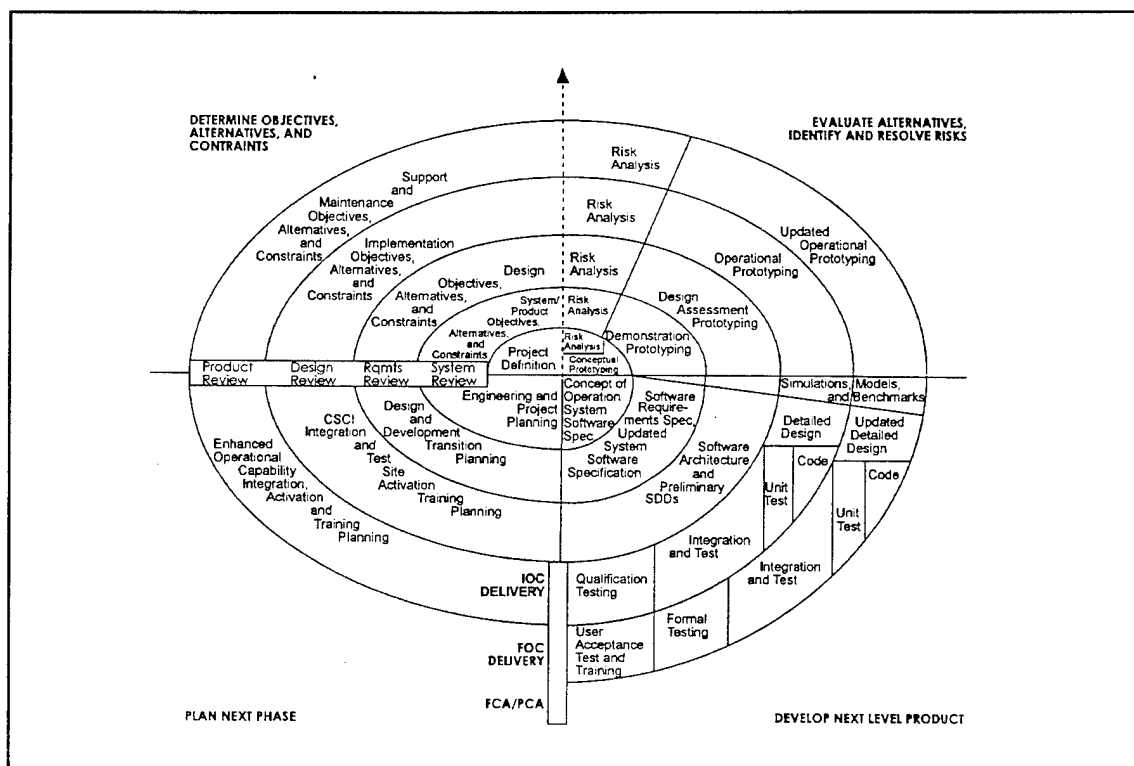 DETERMINE OBJECTIVES,
ALTERNATIVES, AND
CONTRAINTS
EVALUATE ALTERNATIVES,
IDENTIFY AND RESOLVE RISKS
Support
and
Maintenance
Objectives,
Alternatives,
and
Constraints
Implementation
Objectives,
Alternatives,
and
Constraints
Design
Objectives,
Alternatives,
and
Constraints
System/
Product
Objectives,
Alternatives,
and
Constraints
Project
Definition
Risk
Analysis
Risk
Analysis
Risk
Analysis
Risk
Analysis
Risk
Analysis
Conceptual
Prototyping
Demonstration
Prototyping
Design
Assessment
Prototyping
Operational
Prototyping
Updated
Operational
Prototyping
Product
Review
Design
Review
Rqmts
Review
System
Review
Simulations, Models,
and Benchmarks
Engineering and
Project
Planning
Design
and
Development
Transition
Planning
CSCI
Integration
and
Test
Site
Activation
Training
Planning
Enhanced
Operational
Capability
Integration,
Activation
and
Training
Planning
Concept of
Operation
System
Software
Spec.
Software
Require-
ments Spec,
Updated
System
Software
Specification
Software
Architecture
and
Preliminary
SDDs
Detailed
Design
Code
Unit
Test
Integration
and Test
Qualification
Testing
Updated
Detailed
Design
Code
Unit
Test
Integration
and Test
Formal
Testing
User
Acceptance
Test and
Training
IOC
DELIVERY
FOC
DELIVERY
FCA/PCA
PLAN NEXT PHASE
DEVELOP NEXT LEVEL PRODUCT